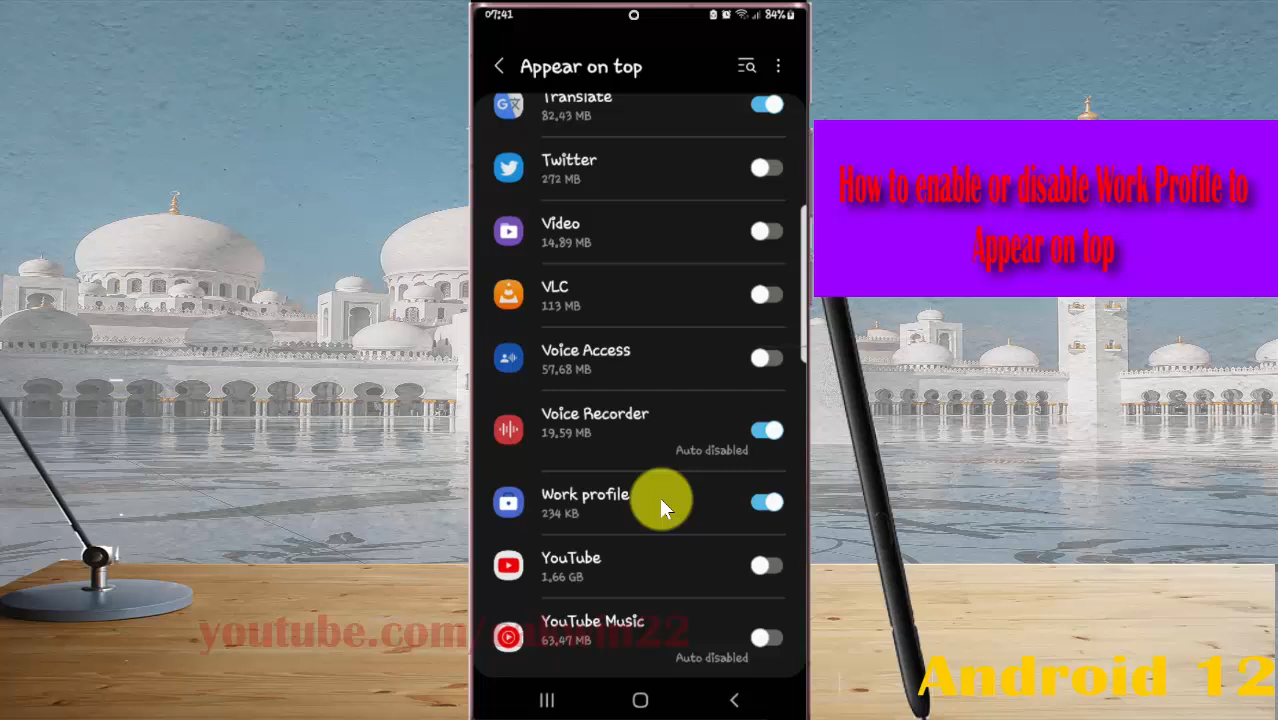 07:41
84%
Appear on top
Translate
82,43 MB
Twitter
272 MB
Video
14,89 MB
VLC
113 MB
Voice Access
57,68 MB
Voice Recorder
19,59 MB
Auto disabled
Work profile
234 KB
YouTube
1,66 GB
YouTube Music
63,47 MB
Auto disabled
How to enable or disable Work Profile to
Appear on top
youtube.com/
Android 12